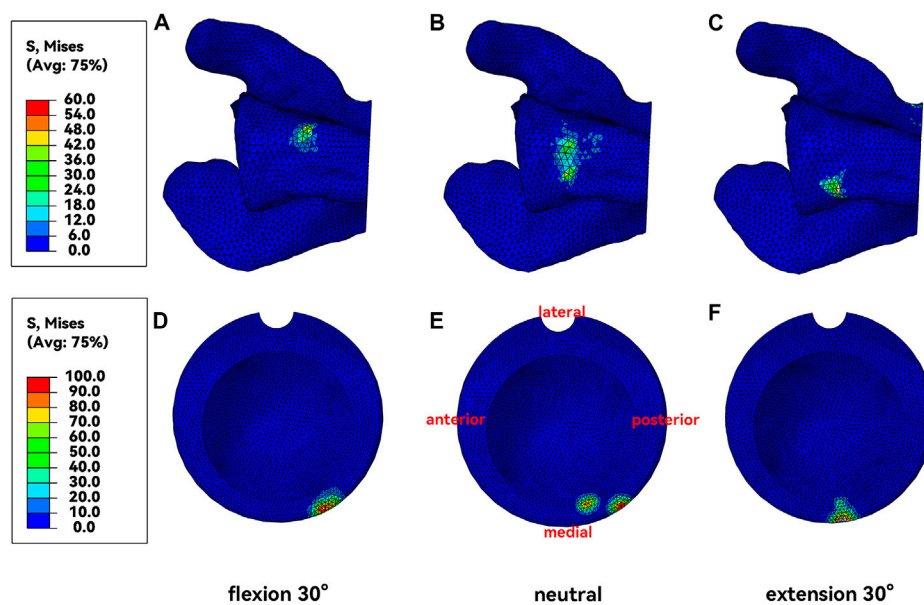 A
B
C
S, Mises
(Avg: 75%)
60.0
54.0
48.0
42.0
36.0
30.0
24.0
18.0
12.0
6.0
0.0
D
E
F
lateral
anterior
posterior
medial
S, Mises
(Avg: 75%)
100.0
90.0
80.0
70.0
60.0
50.0
40.0
30.0
20.0
10.0
0.0
flexion 30°
neutral
extension 30°